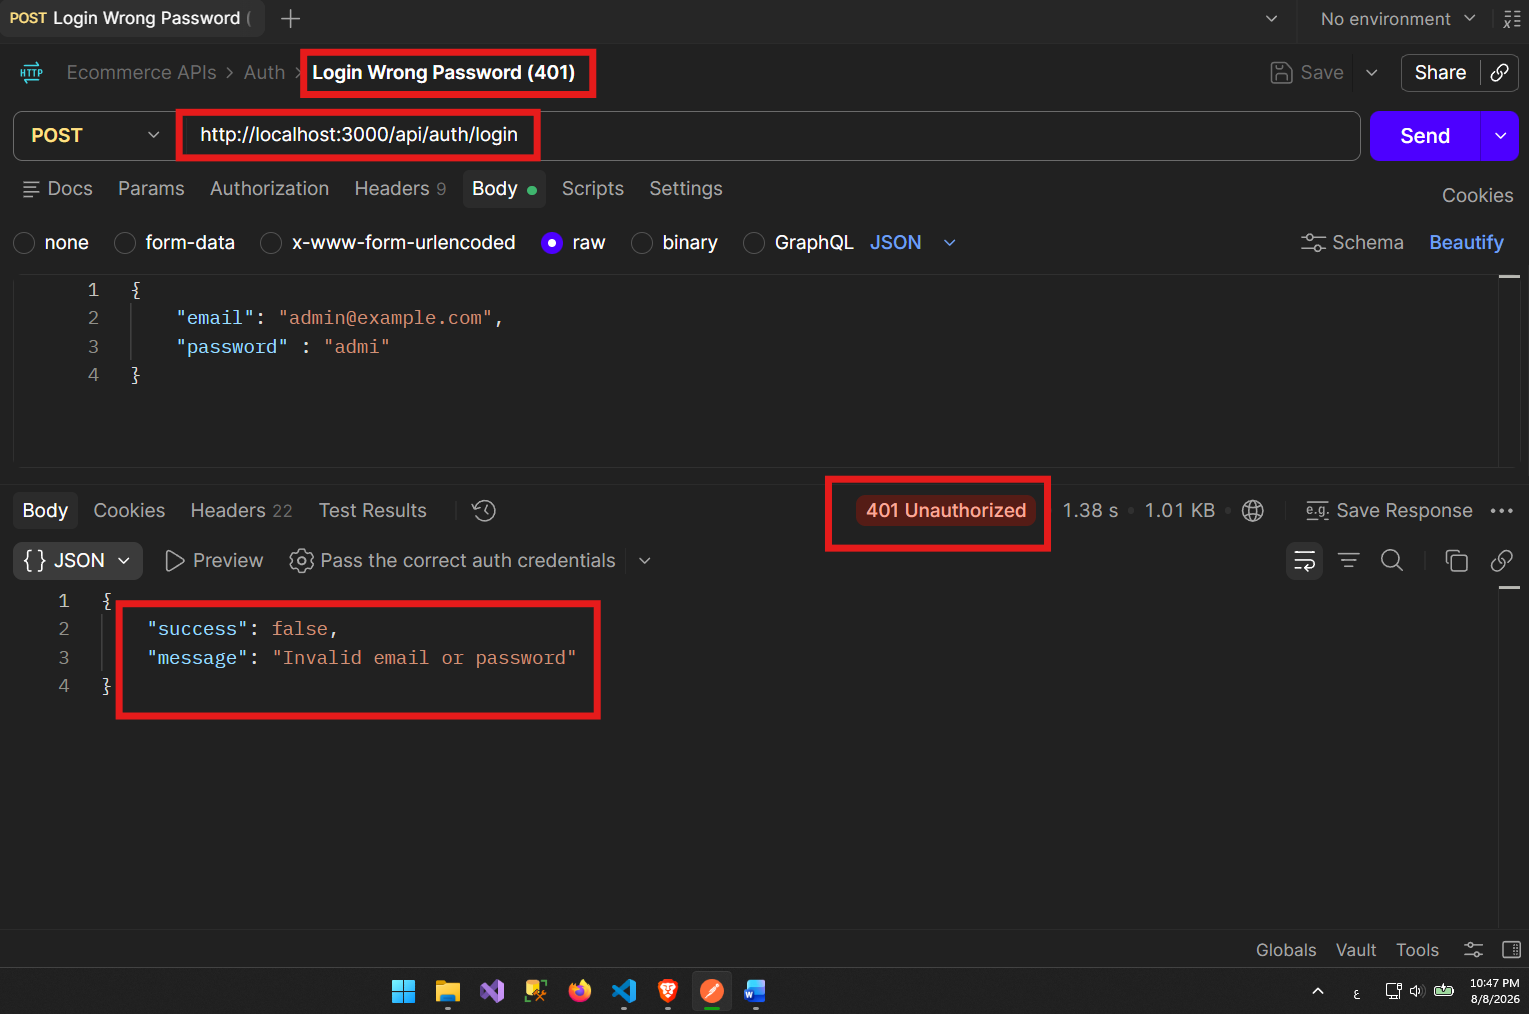 POST Login Wrong Password (
No environment
HTTP Ecommerce APIs > Auth > Login Wrong Password (401)
Save
Share
POST
http://localhost:3000/api/auth/login
Send
Docs Params Authorization Headers 9 Body Scripts Settings
Cookies
none form-data x-www-form-urlencoded raw binary GraphQL JSON
Schema Beautify
1 {
2 "email": "admin@example.com",
3 "password" : "admi"
4 }
Body Cookies Headers 22 Test Results
401 Unauthorized 1.38 s • 1.01 KB • e.g. Save Response
{} JSON Preview Pass the correct auth credentials
1 {
2 "success": false,
3 "message": "Invalid email or password"
4 }
Globals Vault Tools
ع
10:47 PM
8/8/2026